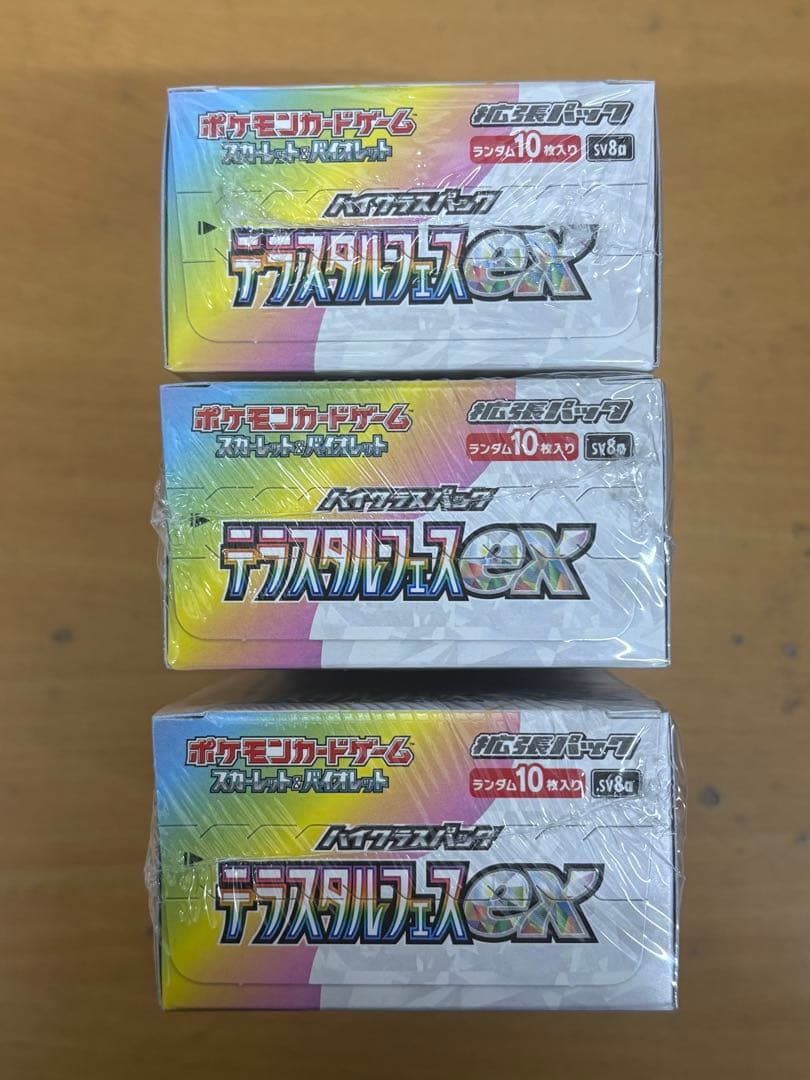 ポケモンカードゲーム
スカーレット&バイオレット
拡張パック
ランダム10枚入り
SV8a
ハイクラスパック
テラスタルフェスex
ポケモンカードゲーム
スカーレット&バイオレット
拡張パック
ランダム10枚入り
SV8a
ハイクラスパック
テラスタルフェスex
ポケモンカードゲーム
スカーレット&バイオレット
拡張パック
ランダム10枚入り
SV8a
ハイクラスパック
テラスタルフェスex